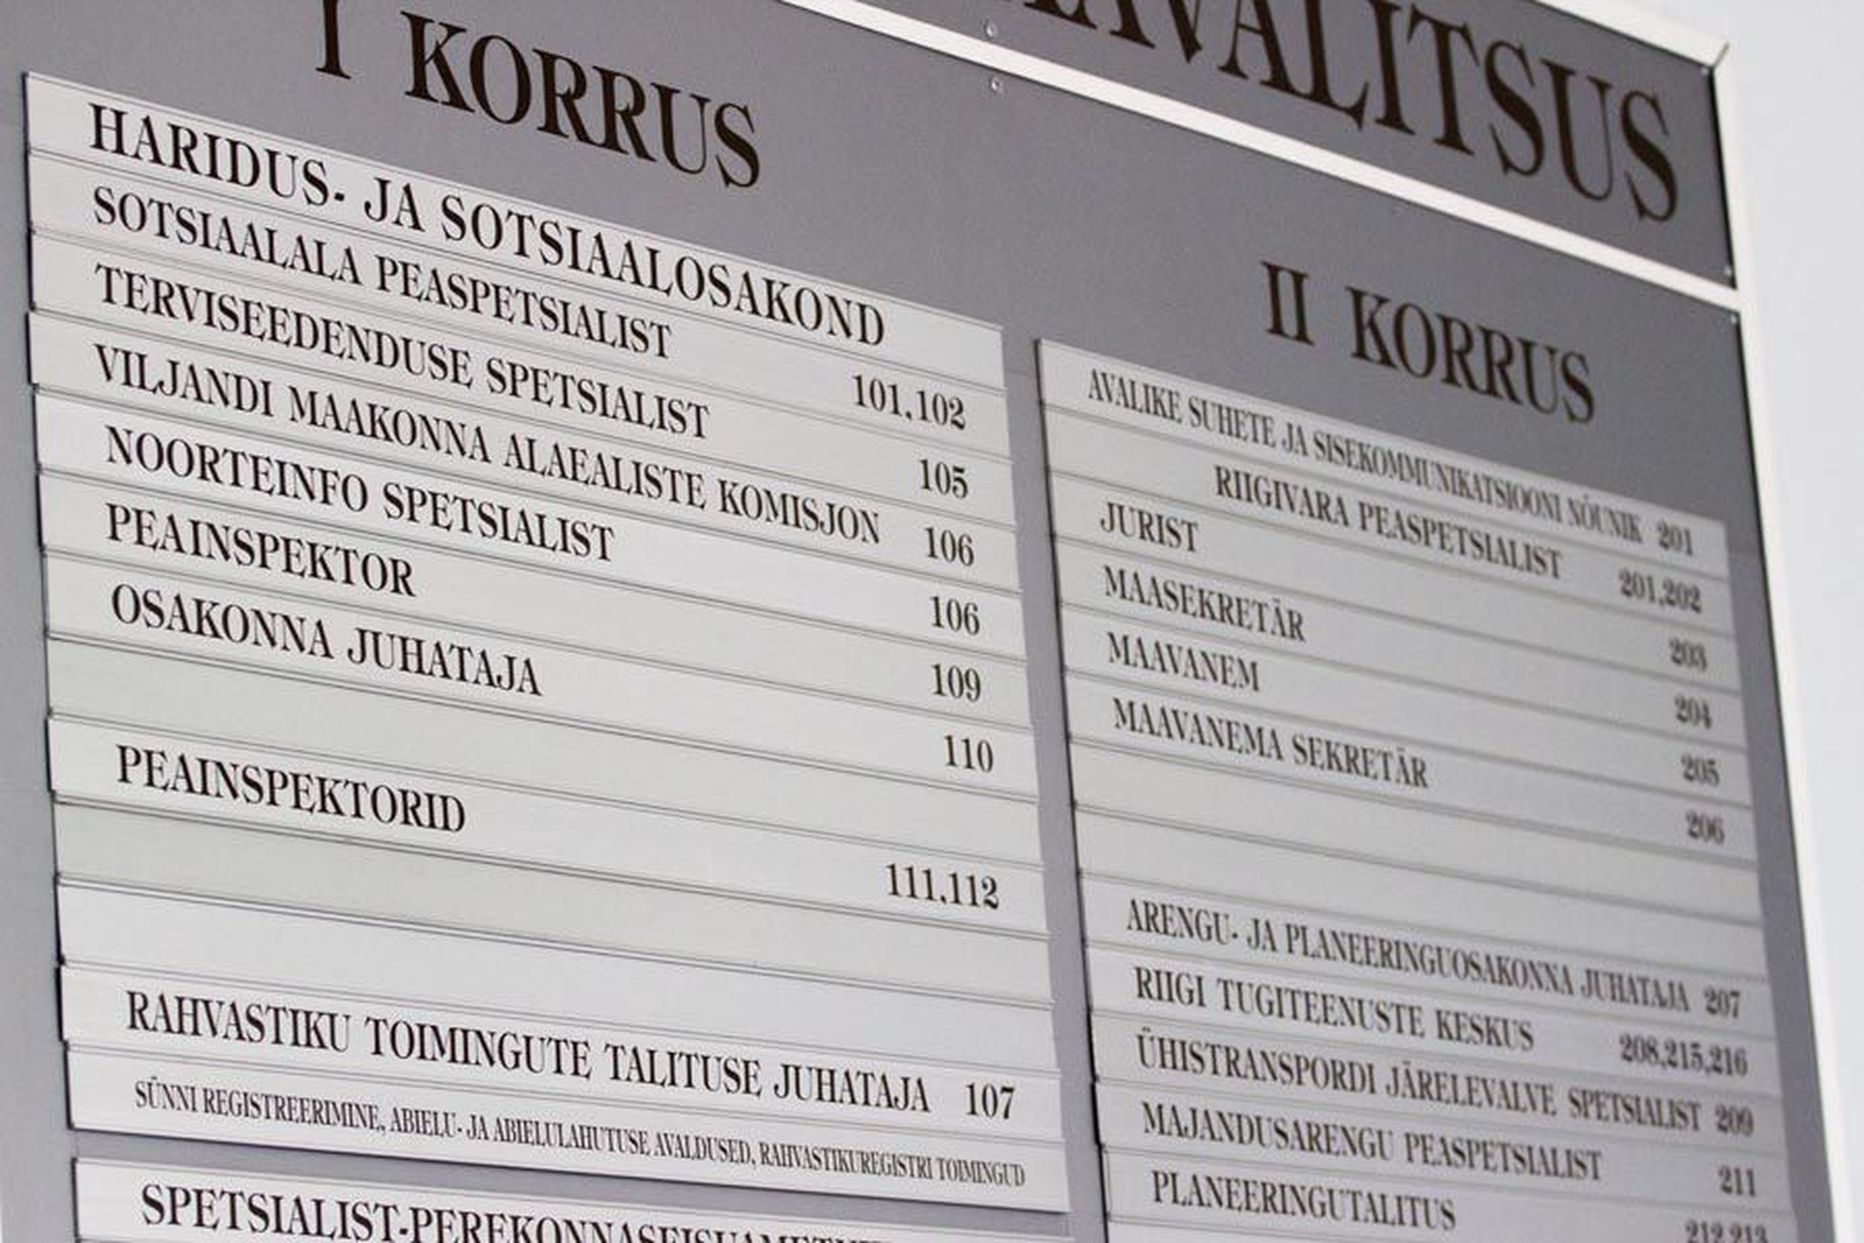 I KORRUS
HARIDUS- JA SOTSIAALOSAKOND
SOTSIAALALA PEASPETSIALIST 101,102
TERVISEEDENDUSE SPETSIALIST 105
VILJANDI MAAKONNA ALAEALISTE KOMISJON 106
NOORTEINFO SPETSIALIST 106
PEAINSPEKTOR 109
OSAKONNA JUHATAJA 110
PEAINSPEKTORID 111,112
RAHVASTIKU TOIMINGUTE TALITUSE JUHATAJA 107
SÜNNI REGISTREERIMINE, ABIELU- JA ABIELULAHUTUSE AVALDUSED, RAHVASTIKUREGISTRI TOIMINGUD
II KORRUS
AVALIKE SUHETE JA SISEKOMMUNIKATSIOONI NÕUNIK 201
RIIGIVARA PEASPETSIALIST 201,202
JURIST 203
MAASEKRETÄR 204
MAAVANEM 205
MAAVANEMA SEKRETÄR 206
ARENGU- JA PLANEERINGUOSAKONNA JUHATAJA 207
RIIGI TUGITEENUSTE KESKUS 208,215,216
ÜHISTRANSPORDI JÄRELEVALVE SPETSIALIST 209
MAJANDUSARENGU PEASPETSIALIST 211
PLANEERINGUTALITUS 212,213